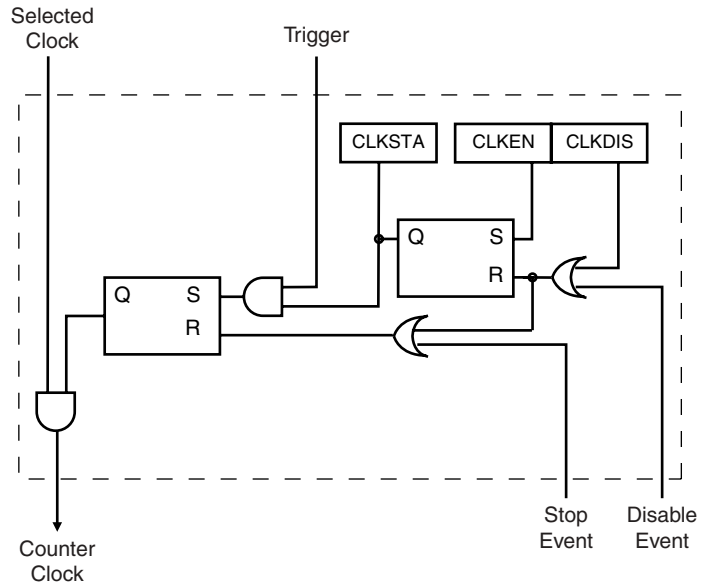 Selected
Clock
Trigger
CLKSTA
CLKEN
CLKDIS
Q
S
R
Q
S
R
Stop
Event
Disable
Event
Counter
Clock